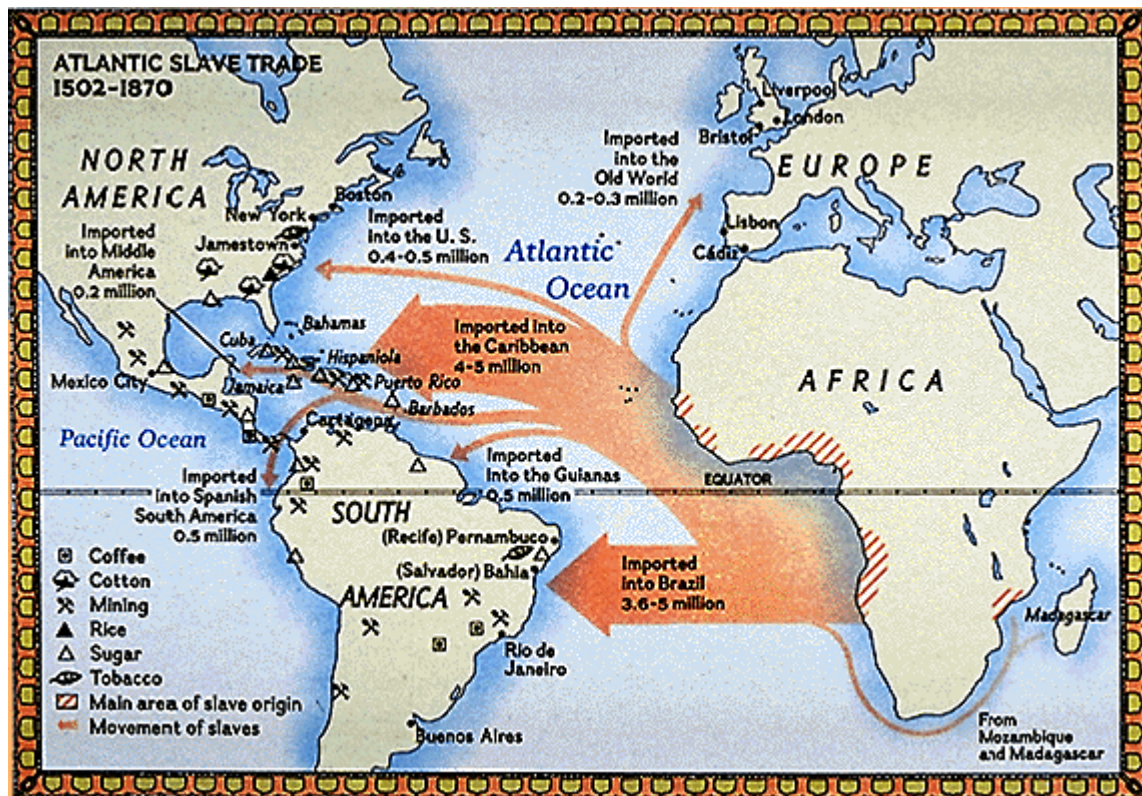 ATLANTIC SLAVE TRADE
1502-1870
NORTH
AMERICA
Imported
into Middle
America
0.2 million
Boston
New York
Jamestown
Imported
into the U. S.
0.4-0.5 million
Atlantic
Ocean
Imported
into the
Old World
0.2-0.3 million
Liverpool
London
Bristol
EUROPE
Lisbon
Cádiz
Bahamas
Cuba
Hispaniola
Jamaica
Puerto Rico
Barbados
Mexico City
Cartagena
Imported into
the Caribbean
4-5 million
AFRICA
Pacific Ocean
Imported
into the Guianas
0.5 million
EQUATOR
Imported
into Spanish
South America
0.5 million
SOUTH
AMERICA
(Recife) Pernambuco
(Salvador) Bahia
Imported
into Brazil
3.6-5 million
Rio de
Janeiro
Buenos Aires
Madagascar
From
Mozambique
and Madagascar
Coffee
Cotton
Mining
Rice
Sugar
Tobacco
Main area of slave origin
Movement of slaves